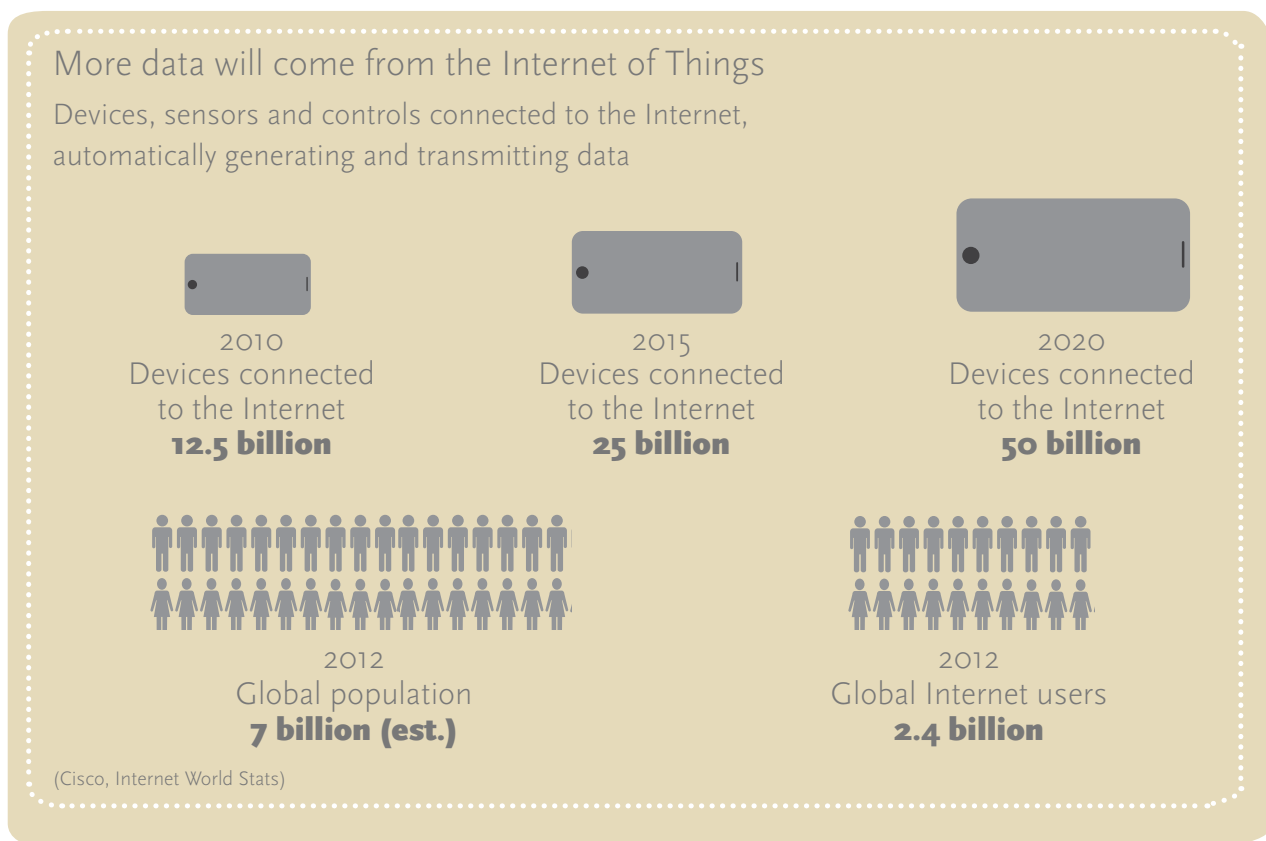 More data will come from the Internet of Things
Devices, sensors and controls connected to the Internet,
automatically generating and transmitting data
2010
Devices connected
to the Internet
12.5 billion
2015
Devices connected
to the Internet
25 billion
2020
Devices connected
to the Internet
50 billion
2012
Global population
7 billion (est.)
2012
Global Internet users
2.4 billion
(Cisco, Internet World Stats)